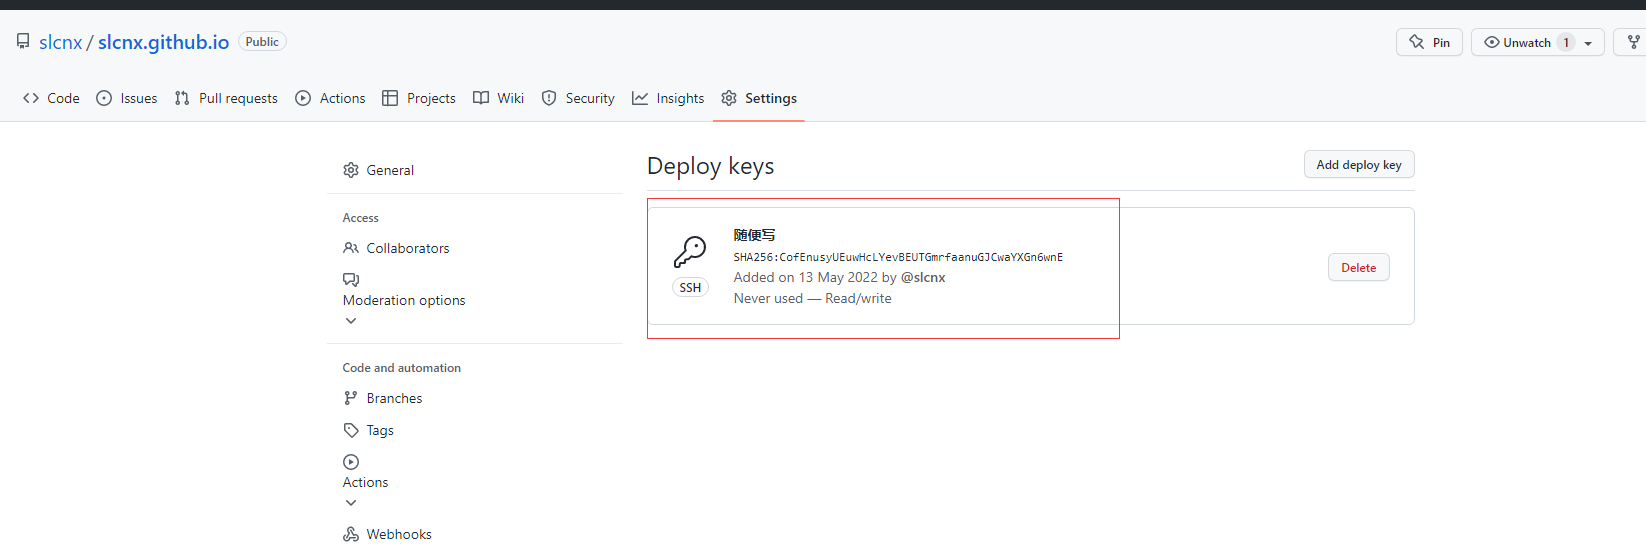 slcnx / slcnx.github.io Public
Pin
Unwatch 1
Code Issues Pull requests Actions Projects Wiki Security Insights Settings
General
Access
Collaborators
Moderation options
Code and automation
Branches
Tags
Actions
Webhooks
Deploy keys
Add deploy key
随便写
SHA256:CofEnusyUEuwHcLYevBEUTGmrfaanuGJCwaYXGn6wnE
Added on 13 May 2022 by @slcnx
Never used — Read/write
SSH
Delete